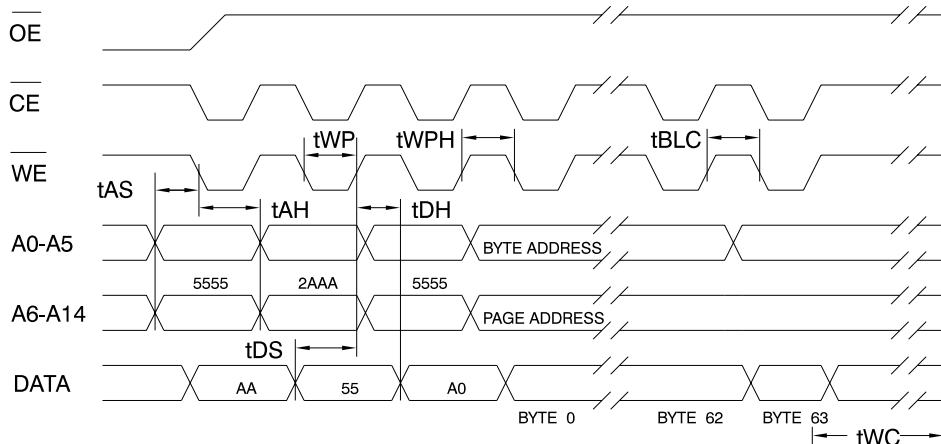 OE
CE
tWP tWPH tBLC
WE
tAS
tAH tDH
A0-A5 BYTE ADDRESS
5555 2AAA 5555
A6-A14 PAGE ADDRESS
tDS
DATA AA 55 A0
BYTE 0 BYTE 62 BYTE 63
tWC